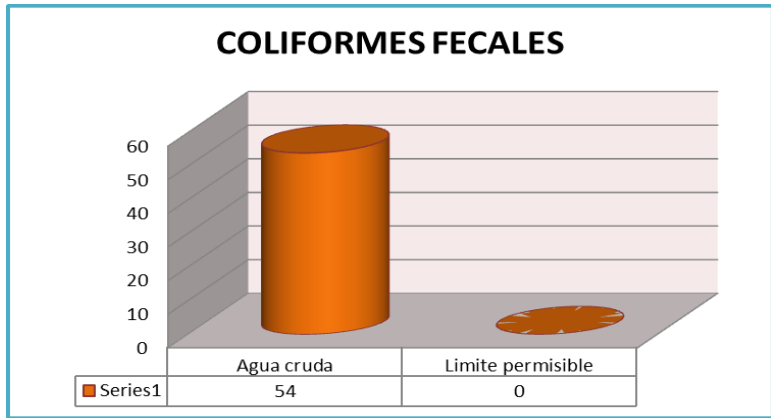 COLIFORMES FECALES
60
50
40
30
20
10
0
Agua cruda Limite permisible
Series1 54 0